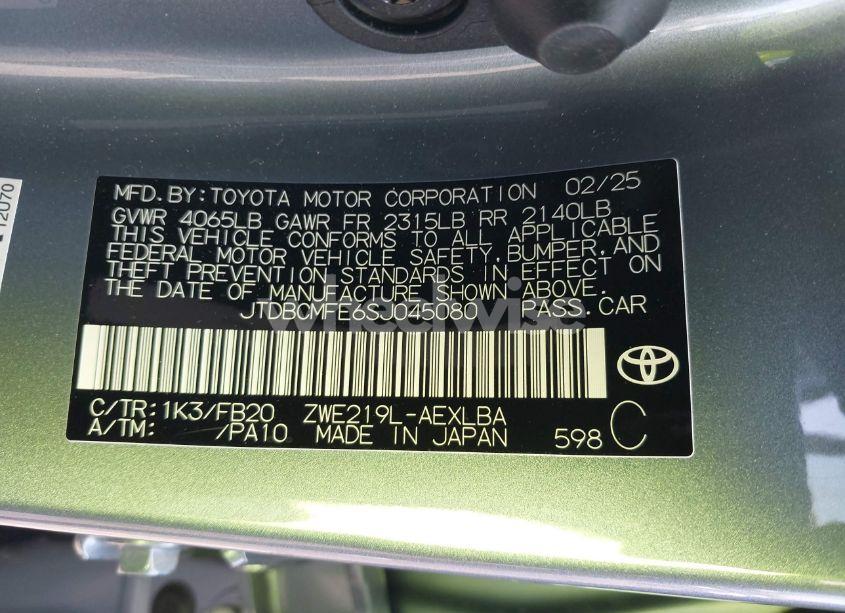 MFD.BY:TOYOTA MOTOR CORPORATION 02/25
GVWR 4065LB GAWR FR 2315LB RR 2140LB
THIS VEHICLE CONFORMS TO ALL APPLICABLE
FEDERAL MOTOR VEHICLE SAFETY,BUMPER,AND
THEFT PREVENTION STANDARDS IN EFFECT ON
THE DATE OF MANUFACTURE SHOWN ABOVE.
JTDBCMFE6SJ045080 PASS.CAR
C/TR:1K3/FB20 ZWE219L-AEXLBA
A/TM: /PA10 MADE IN JAPAN 598 C
12U70
wheelwise